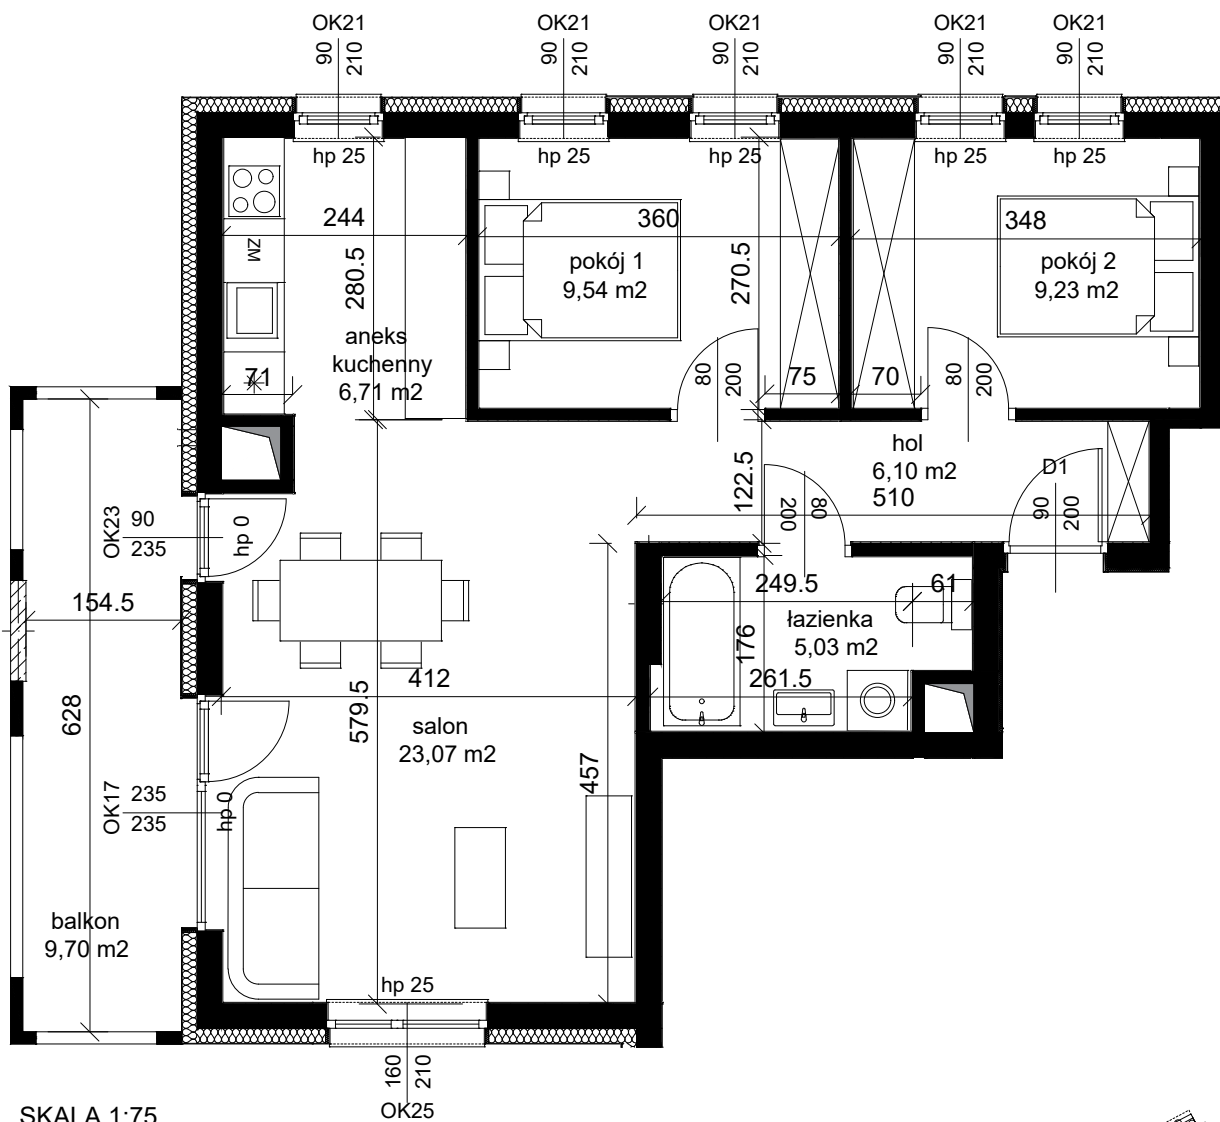 OK21
90
210
OK21
90
210
OK21
90
210
OK21
90
210
OK21
90
210
hp 25
hp 25
hp 25
hp 25
hp 25
244
360
348
ZM
280.5
270.5
pokój 1
9,54 m2
pokój 2
9,23 m2
aneks
kuchenny
6,71 m2
71
80
200
75
70
80
200
hol
6,10 m2
510
D1
90
200
122.5
80
200
OK23
90
235
hp 0
154.5
249.5
61
łazienka
5,03 m2
176
261.5
628
412
579.5
salon
23,07 m2
457
OK17
235
235
hp 0
balkon
9,70 m2
hp 25
160
210
OK25
SKALA 1:75